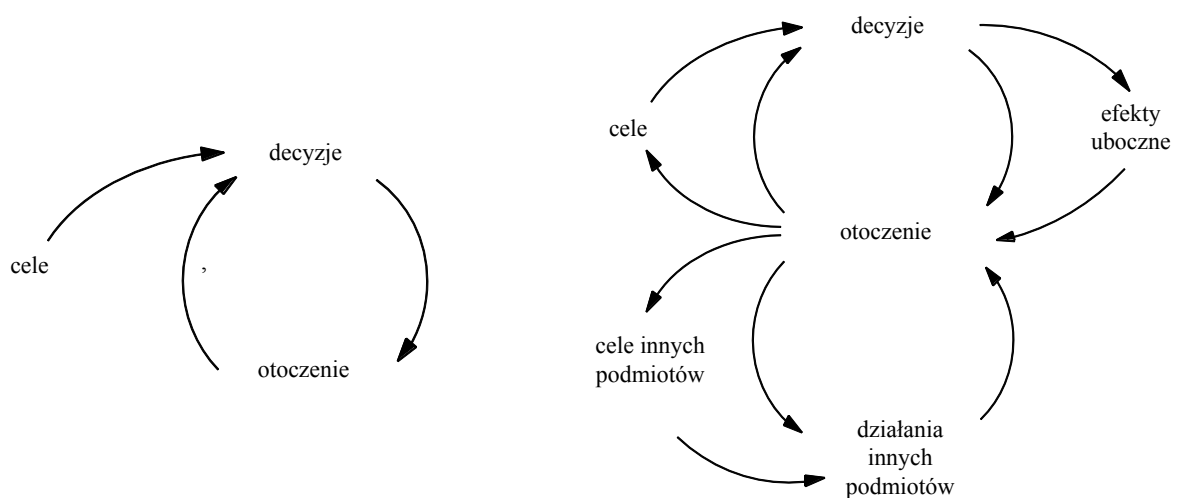 decyzje
cele
,
otoczenie
decyzje
efekty
uboczne
cele
otoczenie
cele innych
podmiotów
działania
innych
podmiotów